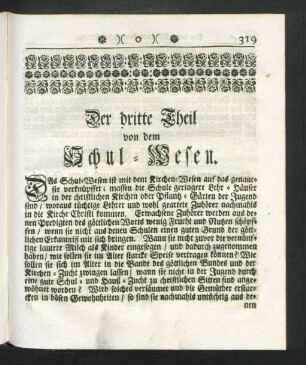 )( o )( 319
Der dritte Theil
von dem
Schul-Wesen.
DAs Schul-Wesen ist mit dem Kirchen-Wesen auf das genaue-
ste verknüpffet; massen die Schule geringere Lehr-Häuser
in der christlichen Kirchen oder Pflantz-Gärten der Jugend
sind/ woraus tüchtige Lehrer und wohl geartete Zuhörer nachmahls
in die Kirche Christi kommen. Erwachsene Zuhörer werden aus de-
nen Predigten des göttlichen Worts wenig Frucht und Nutzen schöpf-
fen/ wenn sie nicht aus denen Schulen einen guten Grund der gött-
lichen Erkäntniß mit sich bringen. Wann sie nicht zuvor die vernünff-
tige lautere Milch als Kinder eingesogen/ und dadurch zugenommen
haben/ wie sollen sie im Alter starcke Speise vertragen können? Wie
sollen sie sich im Alter in die Bande des göttlichen Bundes und der
Kirchen-Zucht zwingen lassen/ wann sie nicht in der Jugend durch
eine gute Schul- und Hauß-Zucht zu christlichen Sitten sind ange-
wöhnet worden? Wird solches versäumet und die Gemüther erstar-
cken in bösen Gewohnheiten/ so sind sie nachmahls untüchtig aus de-
nen